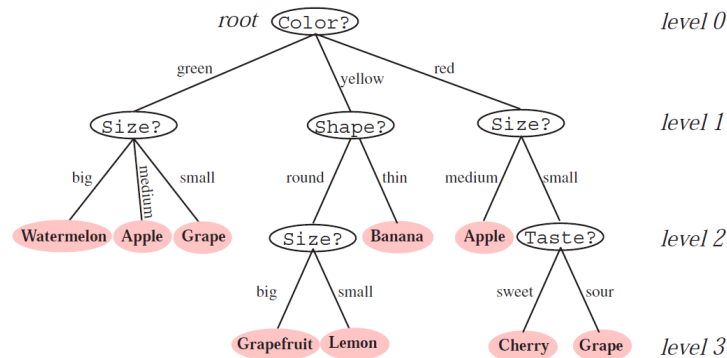 root Color? level 0
green yellow red
Size? Shape? Size? level 1
big medium small round thin medium small
Watermelon Apple Grape Size? Banana Apple Taste? level 2
big small sweet sour
Grapefruit Lemon Cherry Grape level 3